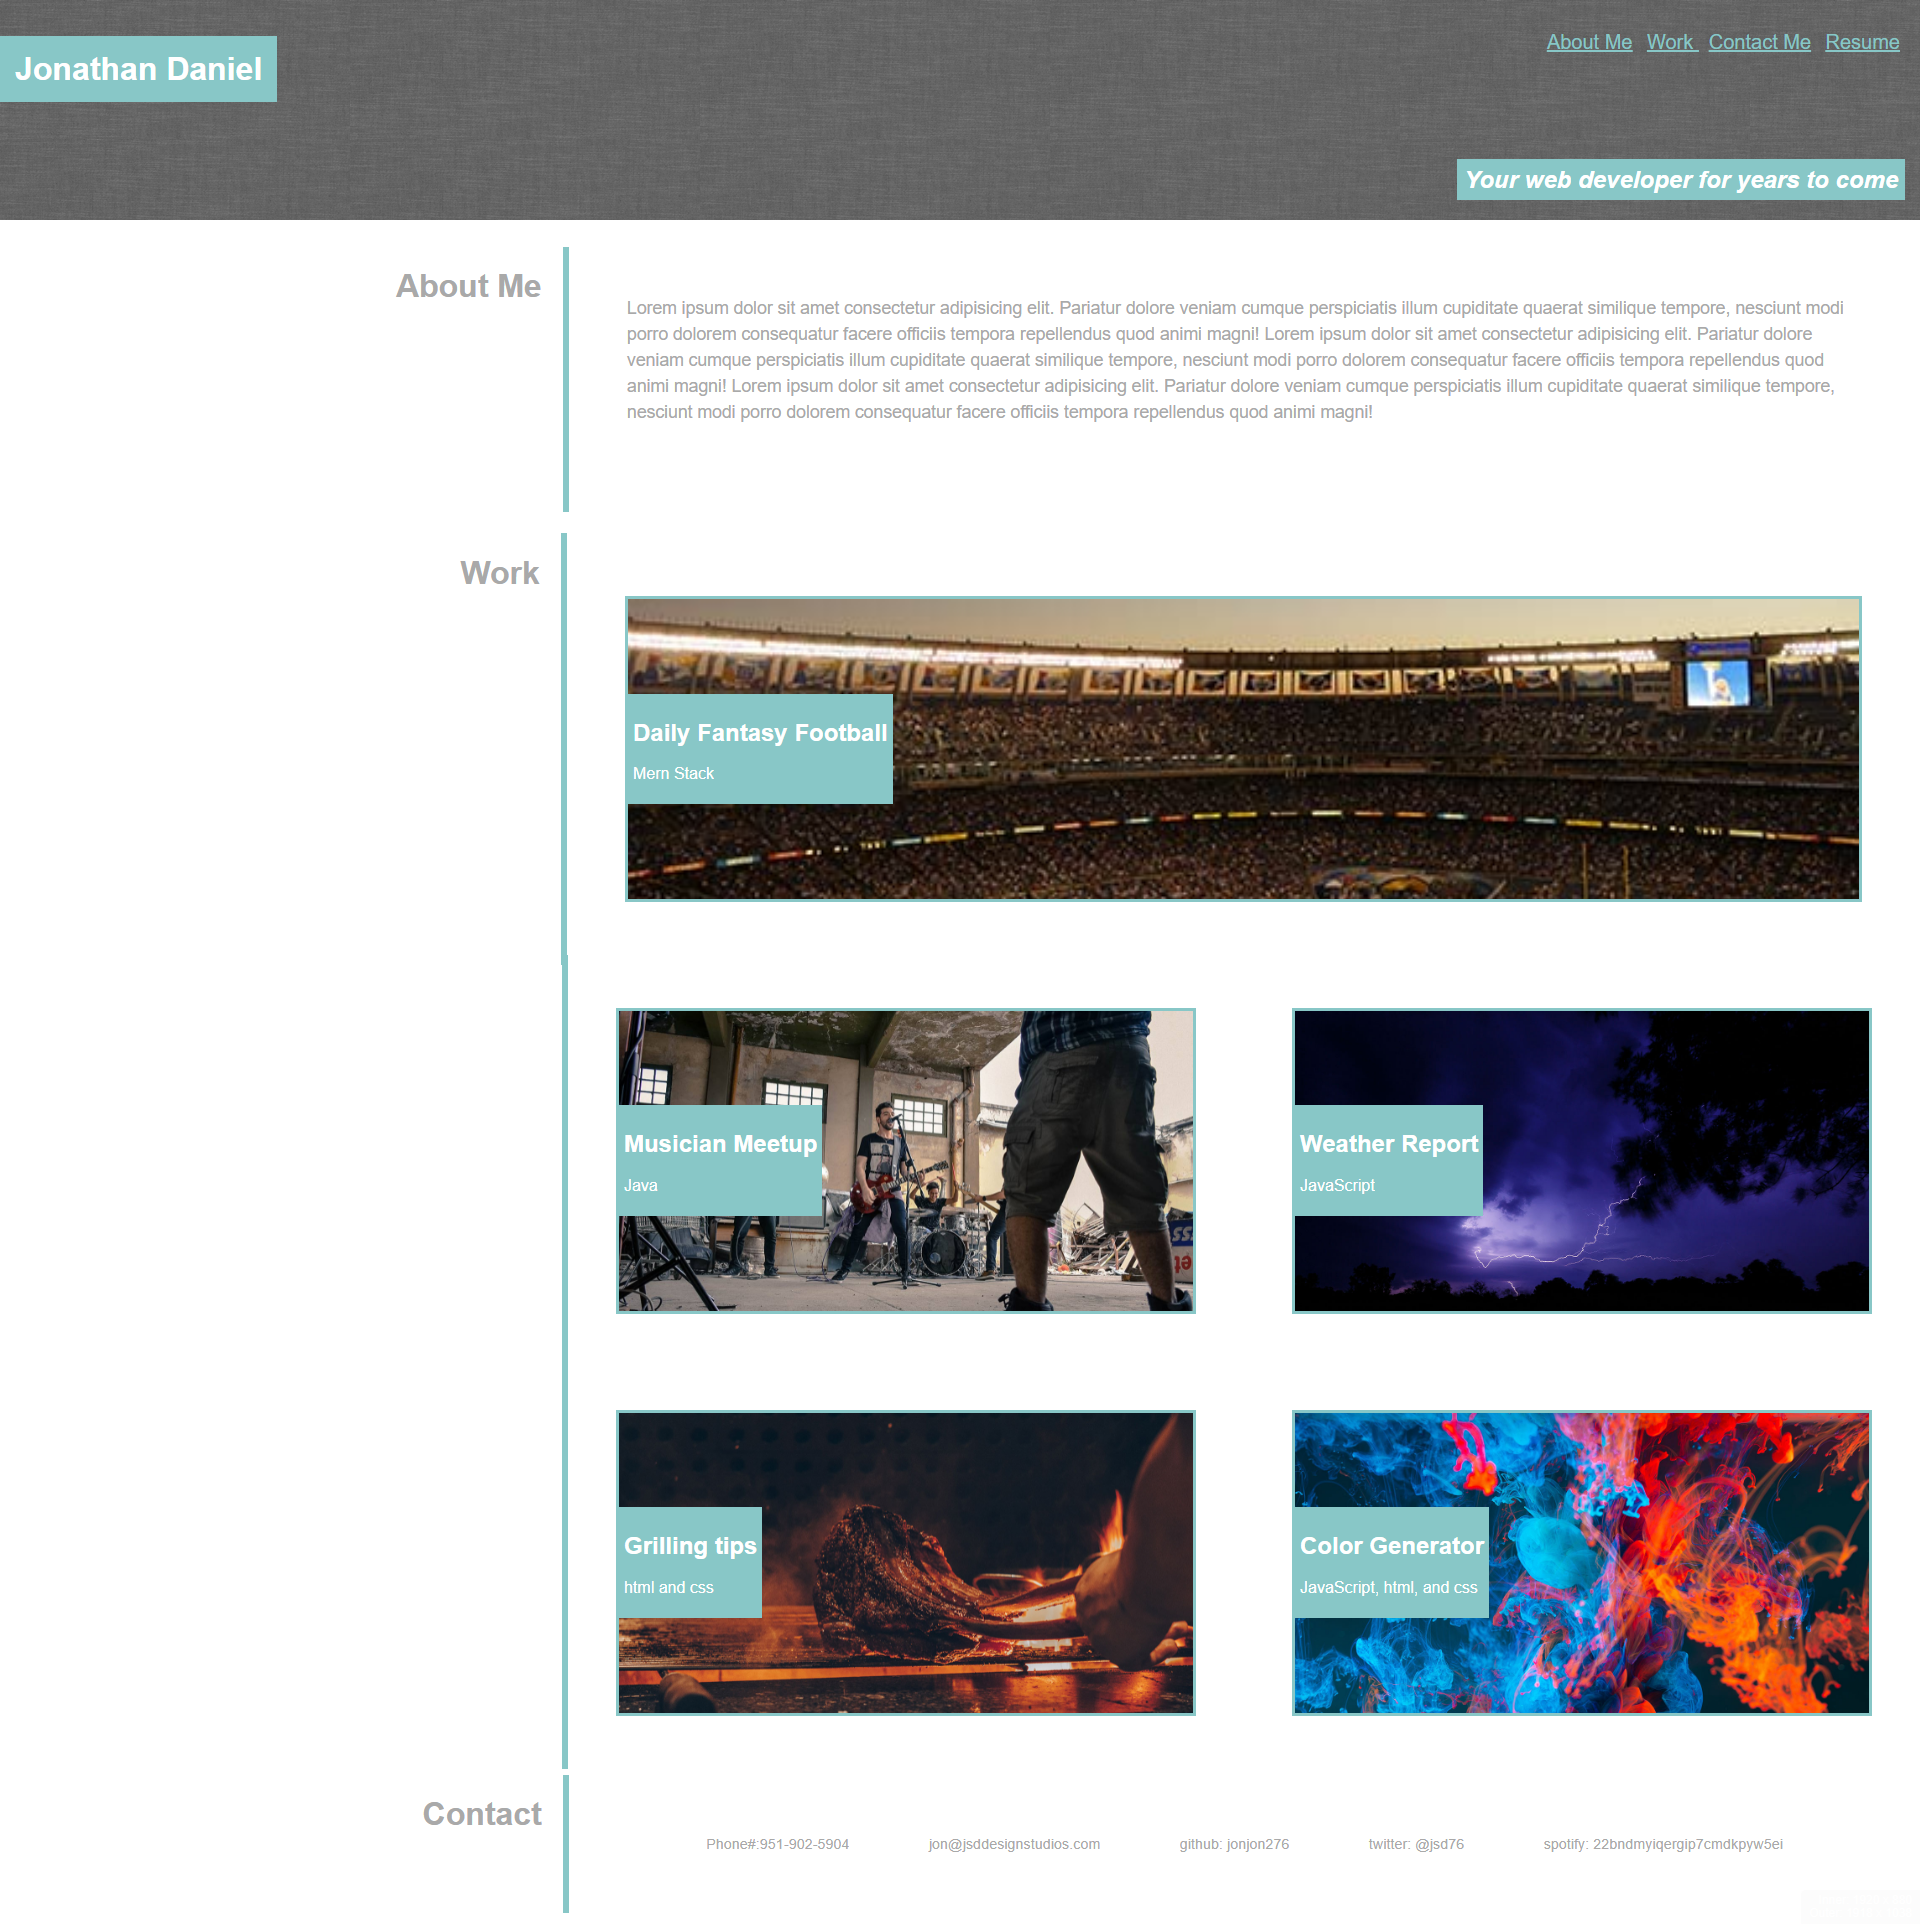 Jonathan Daniel
About Me Work Contact Me Resume
Your web developer for years to come
About Me
Lorem ipsum dolor sit amet consectetur adipisicing elit. Pariatur dolore veniam cumque perspiciatis illum cupiditate quaerat similique tempore, nesciunt modi
porro dolorem consequatur facere officiis tempora repellendus quod animi magni! Lorem ipsum dolor sit amet consectetur adipisicing elit. Pariatur dolore
veniam cumque perspiciatis illum cupiditate quaerat similique tempore, nesciunt modi porro dolorem consequatur facere officiis tempora repellendus quod
animi magni! Lorem ipsum dolor sit amet consectetur adipisicing elit. Pariatur dolore veniam cumque perspiciatis illum cupiditate quaerat similique tempore,
nesciunt modi porro dolorem consequatur facere officiis tempora repellendus quod animi magni!
Work
Daily Fantasy Football
Mern Stack
Musician Meetup
Java
Weather Report
JavaScript
Grilling tips
html and css
Color Generator
JavaScript, html, and css
Contact
Phone#:951-902-5904
jon@jsddesignstudios.com
github: jonjon276
twitter: @jsd76
spotify: 22bndmyiqergip7cmdkpyw5ei